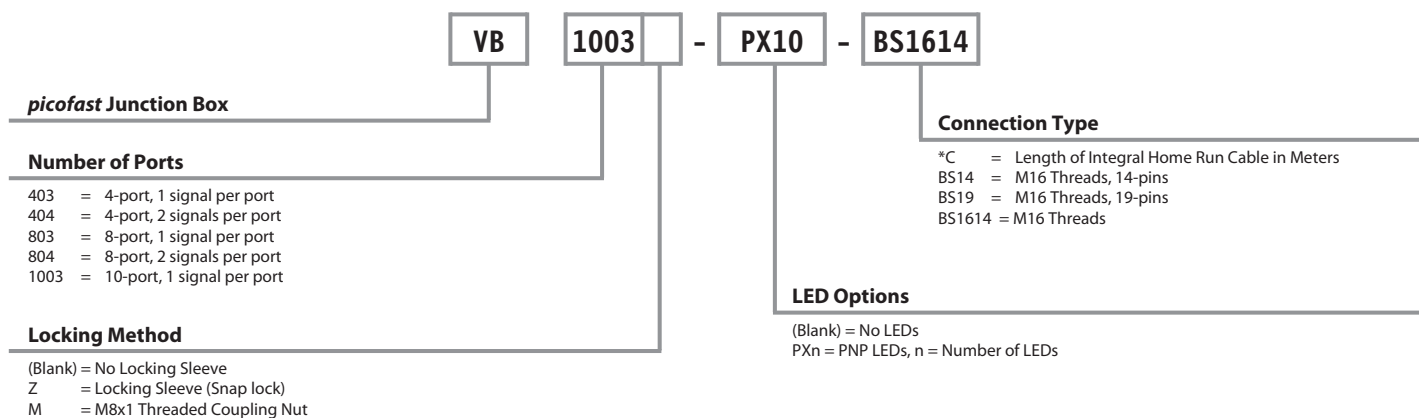 VB 1003 - PX10 - BS1614
picofast Junction Box
Number of Ports
403 = 4-port, 1 signal per port
404 = 4-port, 2 signals per port
803 = 8-port, 1 signal per port
804 = 8-port, 2 signals per port
1003 = 10-port, 1 signal per port
Locking Method
(Blank) = No Locking Sleeve
Z = Locking Sleeve (Snap lock)
M = M8x1 Threaded Coupling Nut
Connection Type
*C = Length of Integral Home Run Cable in Meters
BS14 = M16 Threads, 14-pins
BS19 = M16 Threads, 19-pins
BS1614 = M16 Threads
LED Options
(Blank) = No LEDs
PXn = PNP LEDs, n = Number of LEDs